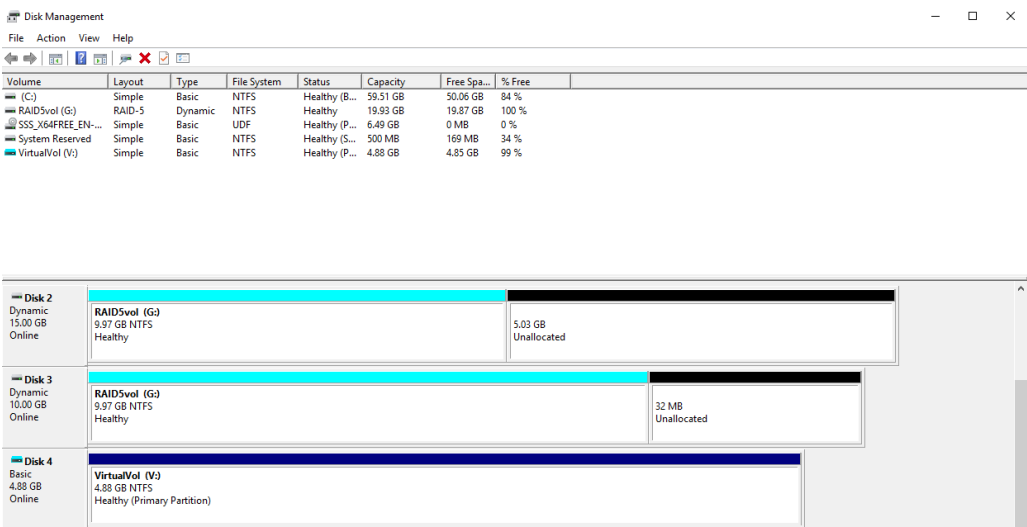 Disk Management
File Action View Help
Volume Layout Type File System Status Capacity Free Spa... % Free
(C:) Simple Basic NTFS Healthy (B... 59.51 GB 50.06 GB 84 %
RAID5vol (G:) RAID-5 Dynamic NTFS Healthy 19.93 GB 19.87 GB 100 %
SSS_X64FREE_EN-... Simple Basic UDF Healthy (P... 6.49 GB 0 MB 0 %
System Reserved Simple Basic NTFS Healthy (S... 500 MB 169 MB 34 %
VirtualVol (V:) Simple Basic NTFS Healthy (P... 4.88 GB 4.85 GB 99 %
Disk 2
Dynamic
15.00 GB
Online
RAID5vol (G:)
9.97 GB NTFS
Healthy
5.03 GB
Unallocated
Disk 3
Dynamic
10.00 GB
Online
RAID5vol (G:)
9.97 GB NTFS
Healthy
32 MB
Unallocated
Disk 4
Basic
4.88 GB
Online
VirtualVol (V:)
4.88 GB NTFS
Healthy (Primary Partition)